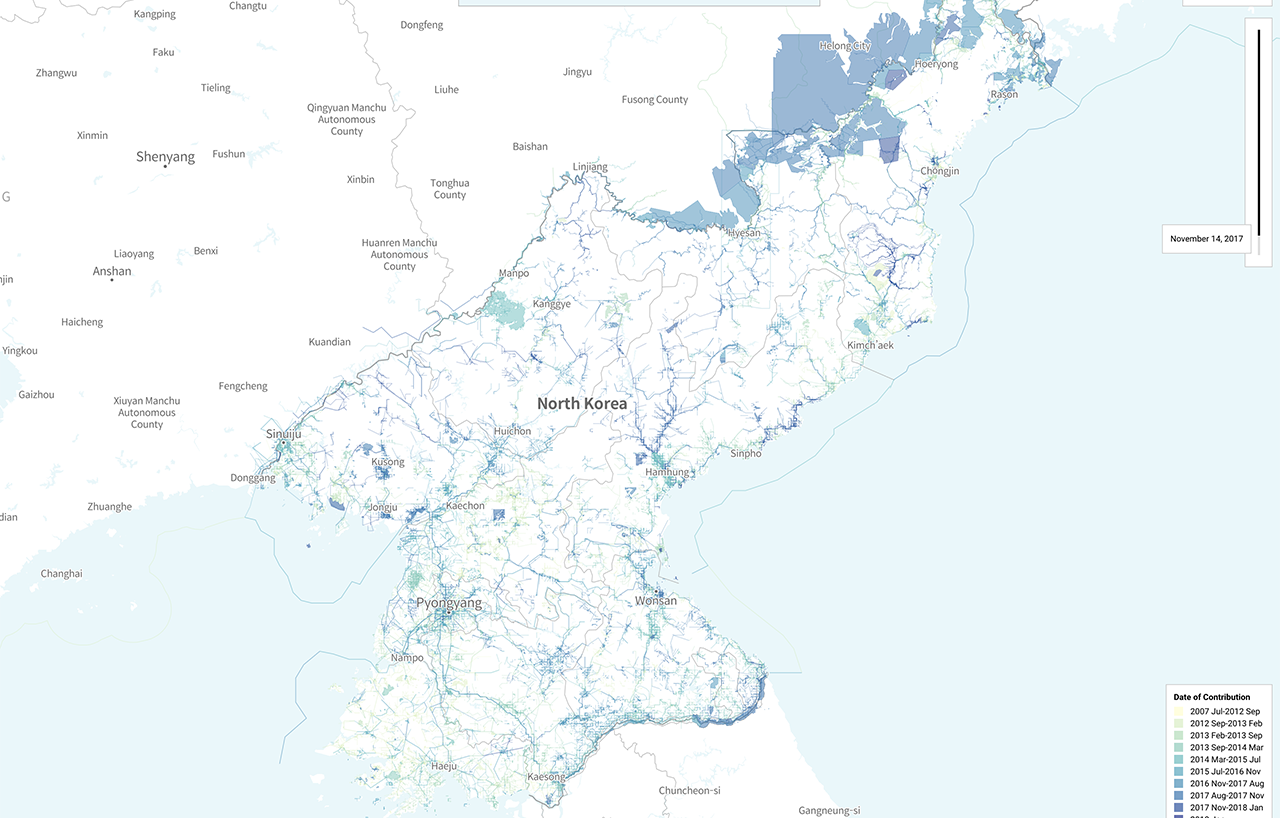 Changtu
Kangping
Dongfeng
Helong City
Faku
Hoeryong
Zhangwu
Jingyu
Tieling
Liuhe
Fusong County
Rason
Qingyuan Manchu
Autonomous
County
Xinmin
Baishan
Shenyang
Fushun
Linjiang
Chongjin
Xinbin
Tonghua
County
G
Hyesan
November 14, 2017
Huanren Manchu
Autonomous
County
Liaoyang
Benxi
Anshan
Manpo
njin
Kanggye
Haicheng
Kuandian
Kimch'aek
Yingkou
Fengcheng
Gaizhou
Xiuyan Manchu
Autonomous
County
North Korea
Sinuiju
Huichon
Sinpho
Kusong
Hamhung
Donggang
Zhuanghe
Jongju
Kaechon
dian
Changhai
Pyongyang
Wonsan
Nampo
Haeju
Kaesong
Chuncheon-si
Gangneung-si
Date of Contribution
2007 Jul-2012 Sep
2012 Sep-2013 Feb
2013 Feb-2013 Sep
2013 Sep-2014 Mar
2014 Mar-2015 Jul
2015 Jul-2016 Nov
2016 Nov-2017 Aug
2017 Aug-2017 Nov
2017 Nov-2018 Jan